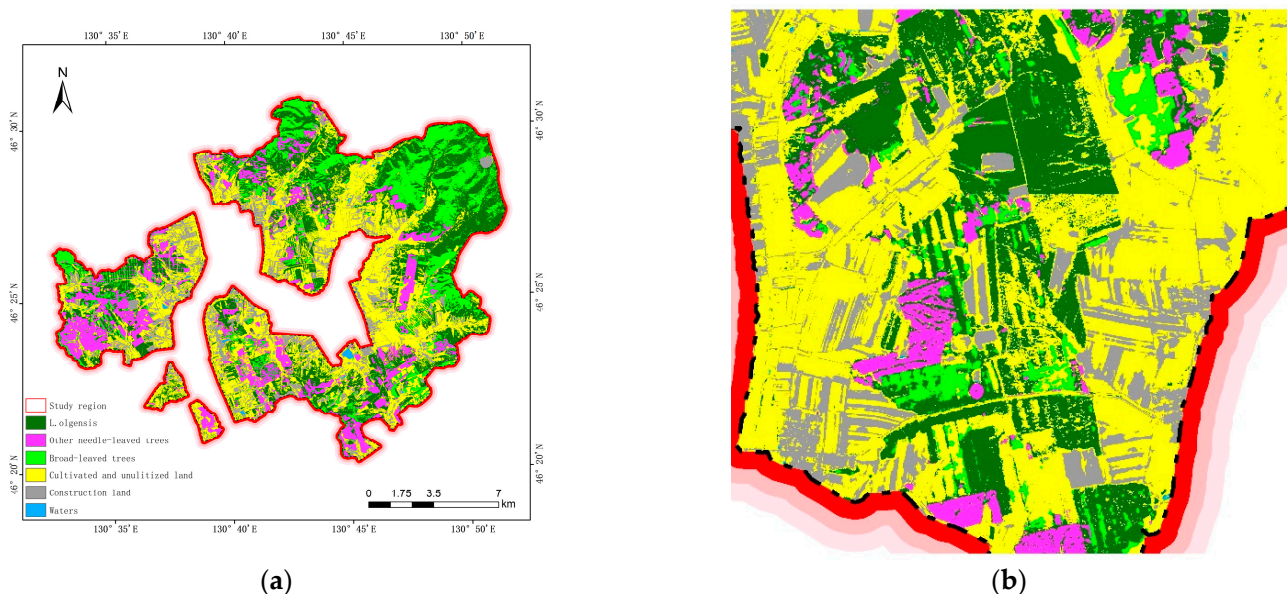 130° 35′E 130° 40′E 130° 45′E 130° 50′E
N
46° 30′N 46° 30′N
46° 25′N 46° 25′N
46° 20′N 46° 20′N
Study region
L.olgensis
Other needle-leaved trees
Broad-leaved trees
Cultivated and unulitized land
Construction land
Waters
0 1.75 3.5 7
km
130° 35′E 130° 40′E 130° 45′E 130° 50′E
(a) (b)